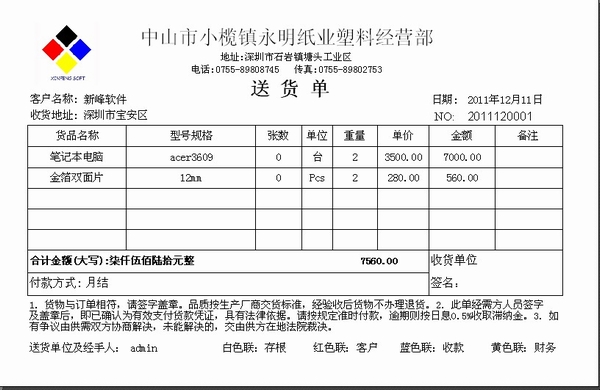 中山市小榄镇永明纸业塑料经营部
地址:深圳市石岩镇塘头工业区
电话:0755-89808745 传真:0755-89802753
XINFENG SOFT
送 货 单
客户名称: 新峰软件 日期: 2011年12月11日
收货地址: 深圳市宝安区 NO: 2011120001
货品名称 型号规格 张数 单位 重量 单价 金额 备注
笔记本电脑 acer3609 0 台 2 3500.00 7000.00
金箔双面片 12mm 0 Pcs 2 280.00 560.00
合计金额(大写):柒仟伍佰陆拾元整 7560.00 收货单位
付款方式: 月结 签名:
1. 货物与订单相符, 请签字盖章。品质按生产厂商交货标准, 经验收后货物不办理退货。2. 此单经需方人员签字
及盖章后, 即已确认为有效支付货款凭证, 具有法律依据。请按规定准时付款, 逾期则按日息0.5%收取滞纳金。3. 如
有争议由供需双方协商解决, 未能解决的, 交由供方在地法院裁决。
送货单位及经手人: admin 白色联: 存根 红色联: 客户 蓝色联: 收款 黄色联: 财务